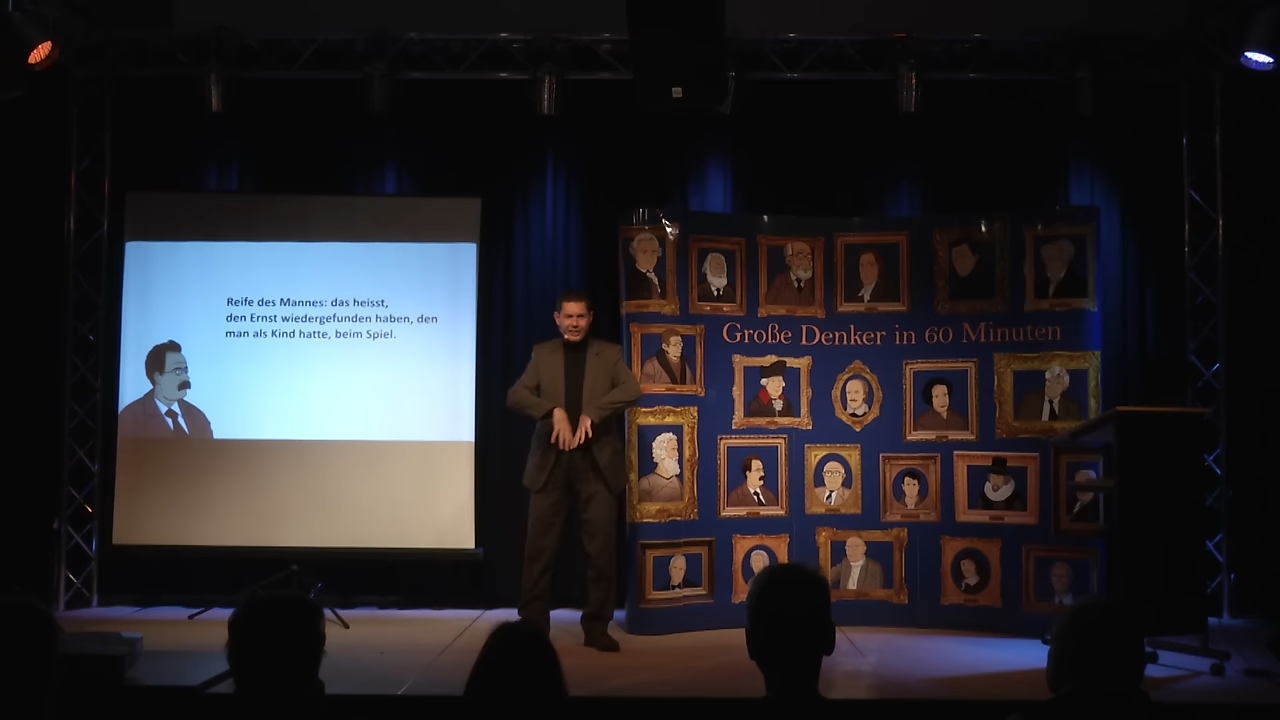 Reife des Mannes: das heisst,
den Ernst wiedergefunden haben, den
man als Kind hatte, beim Spiel.
Große Denker in 60 Minuten